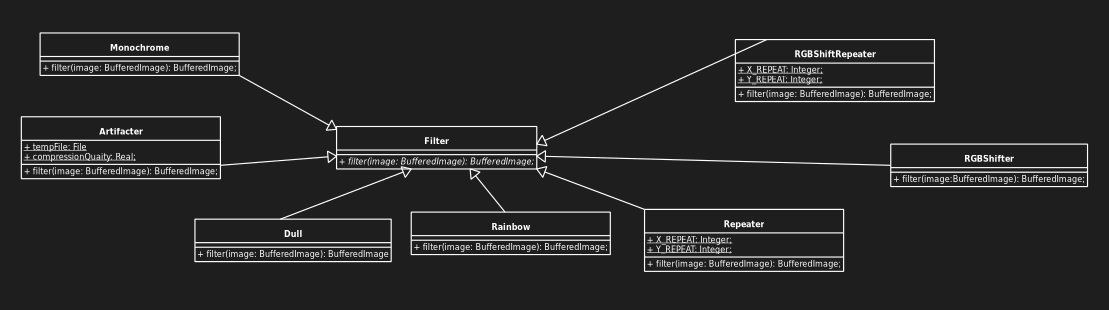 Monochrome
+ filter(image: BufferedImage): BufferedImage;
RGBShiftRepeater
+ X_REPEAT: Integer;
+ Y_REPEAT: Integer;
+ filter(image: BufferedImage): BufferedImage;
Artifacter
+ tempFile: File
+ compressionQuaity: Real;
+ filter(image: BufferedImage): BufferedImage;
Filter
+ filter(image: BufferedImage): BufferedImage;
RGBShifter
+ filter(image:BufferedImage): BufferedImage;
Dull
+ filter(image: BufferedImage): BufferedImage
Rainbow
+ filter(image: BufferedImage): BufferedImage;
Repeater
+ X_REPEAT: Integer;
+ Y_REPEAT: Integer;
+ filter(image: BufferedImage): BufferedImage;